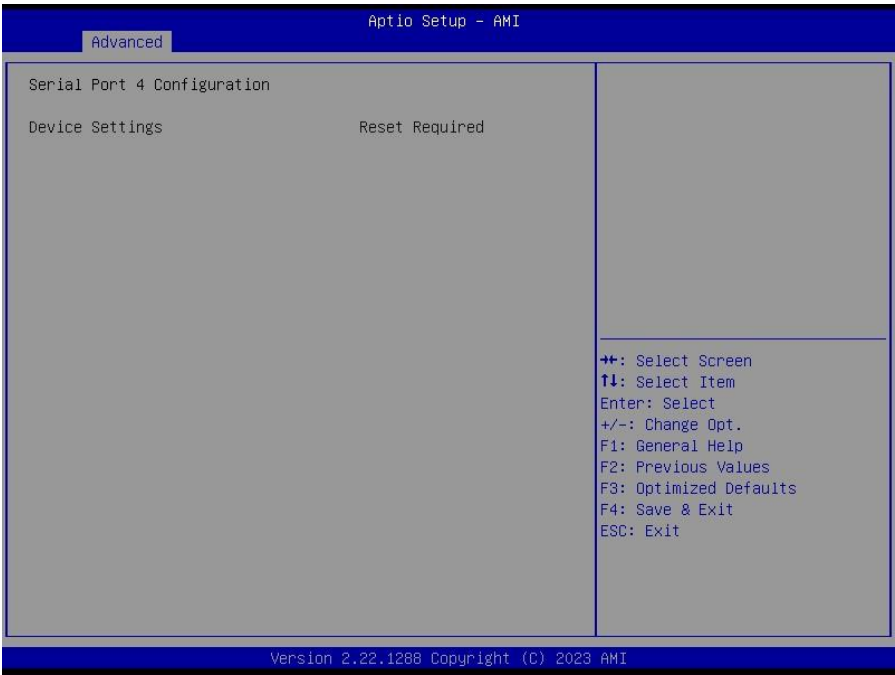 Aptio Setup – AMI
Advanced
Serial Port 4 Configuration
Device Settings Reset Required
→←: Select Screen
↑↓: Select Item
Enter: Select
+/-: Change Opt.
F1: General Help
F2: Previous Values
F3: Optimized Defaults
F4: Save & Exit
ESC: Exit
Version 2.22.1288 Copyright (C) 2023 AMI